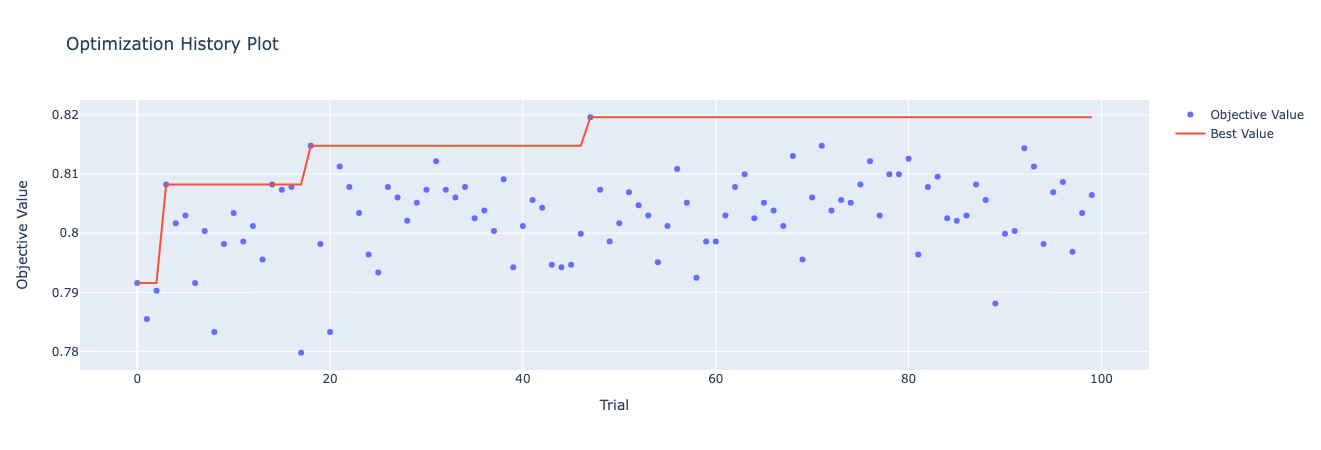 Optimization History Plot
Objective Value
0.82
0.81
0.8
0.79
0.78
0
20
40
60
80
100
Trial
Objective Value
Best Value